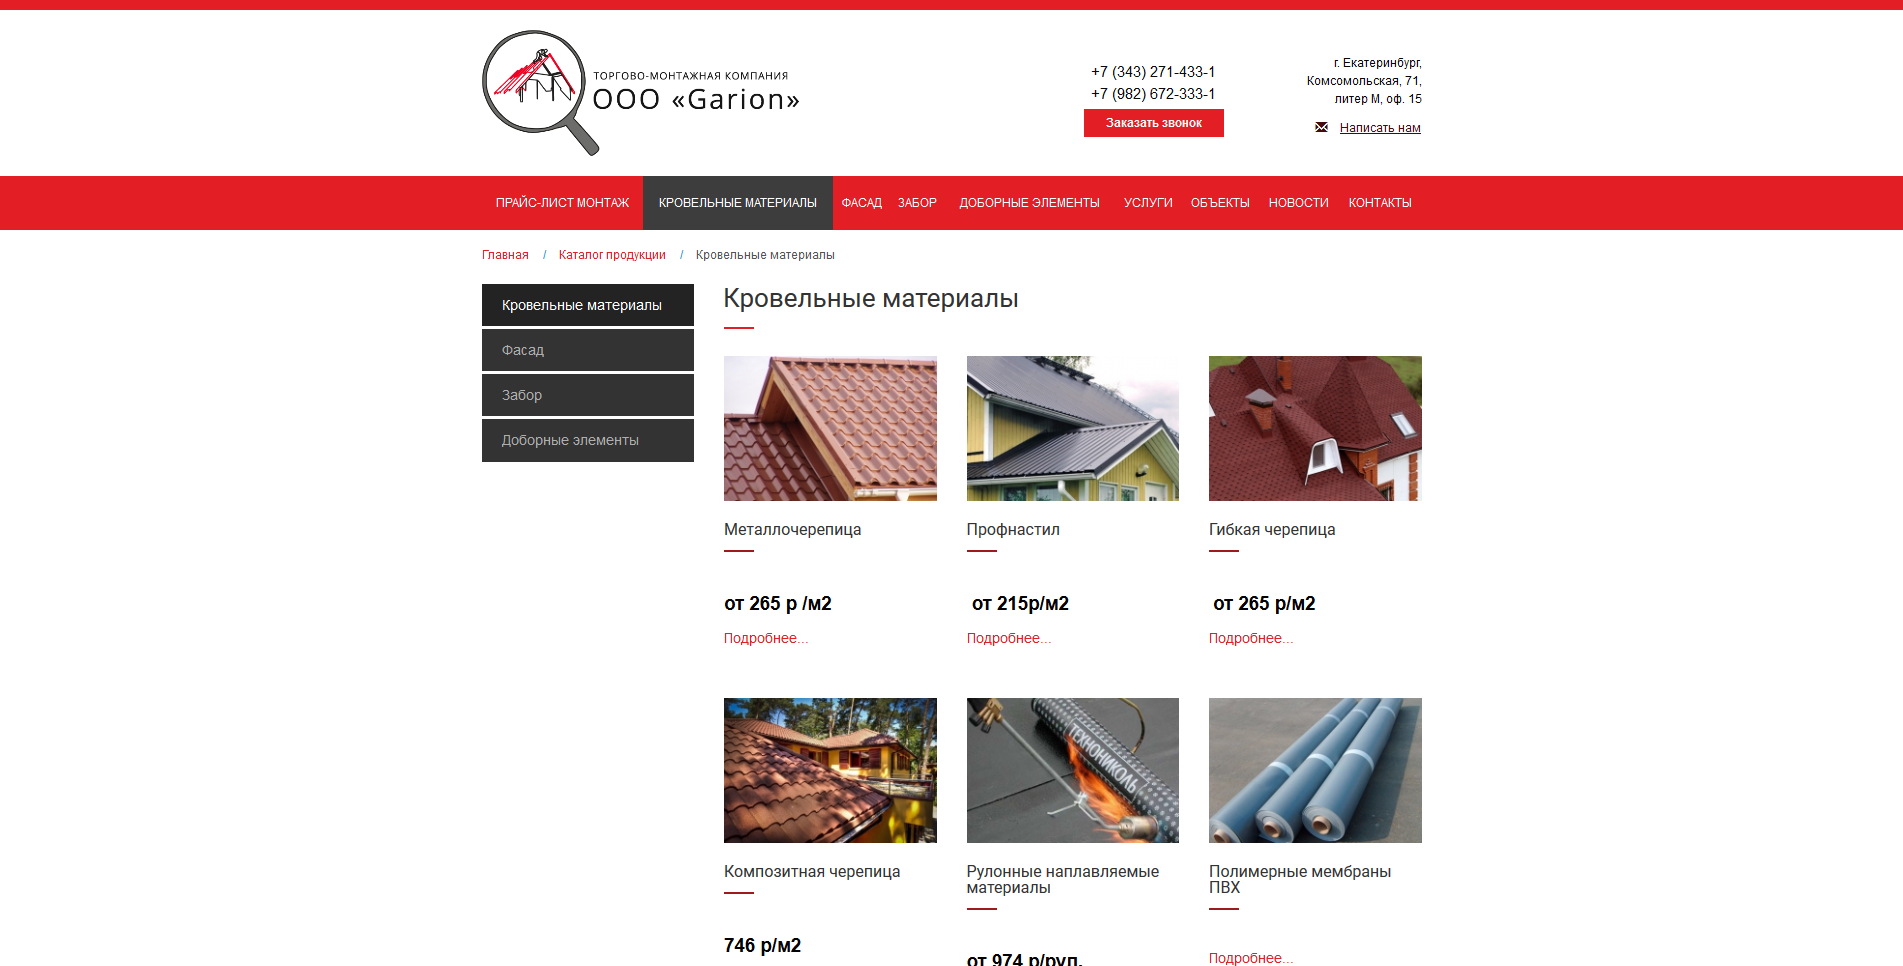 ТОРГОВО-МОНТАЖНАЯ КОМПАНИЯ
ООО «Garion»
+7 (343) 271-433-1
+7 (982) 672-333-1
Заказать звонок
г. Екатеринбург,
Комсомольская, 71,
литер М, оф. 15
Написать нам
ПРАЙС-ЛИСТ МОНТАЖ КРОВЕЛЬНЫЕ МАТЕРИАЛЫ ФАСАД ЗАБОР ДОБОРНЫЕ ЭЛЕМЕНТЫ УСЛУГИ ОБЪЕКТЫ НОВОСТИ КОНТАКТЫ
Главная / Каталог продукции / Кровельные материалы
Кровельные материалы
Фасад
Забор
Доборные элементы
Кровельные материалы
Металлочерепица
от 265 р /м2
Подробнее...
Профнастил
от 215р/м2
Подробнее...
Гибкая черепица
от 265 р/м2
Подробнее...
Композитная черепица
746 р/м2
ТЕХНОНИКОЛЬ
Рулонные наплавляемые
материалы
от 974 р/рул.
Полимерные мембраны
ПВХ
Подробнее...